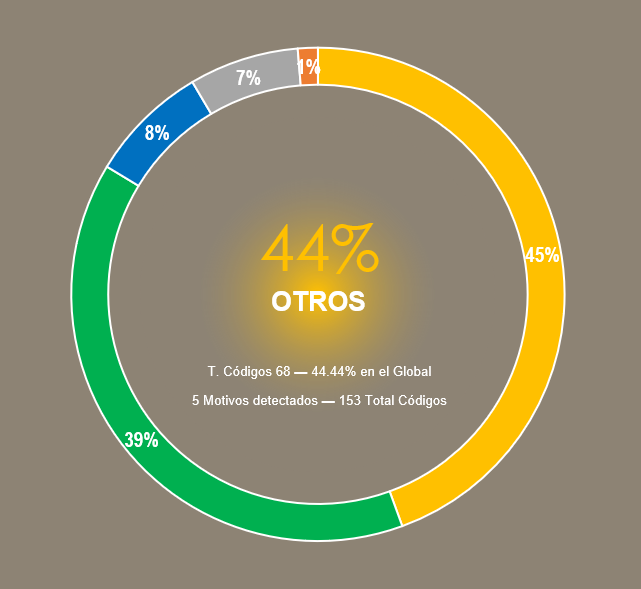 1%
7%
8%
44%
45%
OTROS
T. Códigos 68 — 44.44% en el Global
5 Motivos detectados — 153 Total Códigos
39%